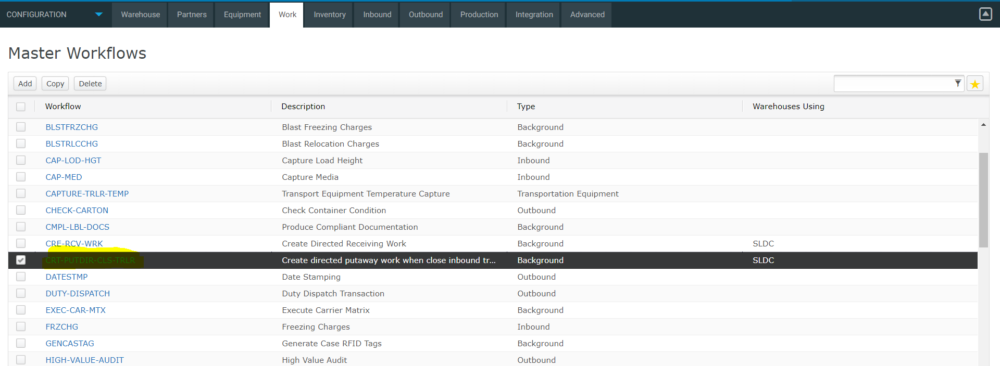 CONFIGURATION Warehouse Partners Equipment Work Inventory Inbound Outbound Production Integration Advanced
Master Workflows
Add Copy Delete
Workflow Description Type Warehouses Using
BLSTFRZCHG Blast Freezing Charges Background
BLSTRLCCHG Blast Relocation Charges Background
CAP-LOD-HGT Capture Load Height Inbound
CAP-MED Capture Media Inbound
CAPTURE-TRLR-TEMP Transport Equipment Temperature Capture Transportation Equipment
CHECK-CARTON Check Container Condition Outbound
CMPL-LBL-DOCS Produce Compliant Documentation Background
CRE-RCV-WRK Create Directed Receiving Work Background SLDC
CRT-PUTDIR-CLS-TRLR Create directed putaway work when close inbound tr... Background SLDC
DATESTMP Date Stamping Outbound
DUTY-DISPATCH Duty Dispatch Transaction Outbound
EXEC-CAR-MTX Execute Carrier Matrix Background
FRZCHG Freezing Charges Inbound
GENCASTAG Generate Case RFID Tags Background
HIGH-VALUE-AUDIT High Value Audit Outbound